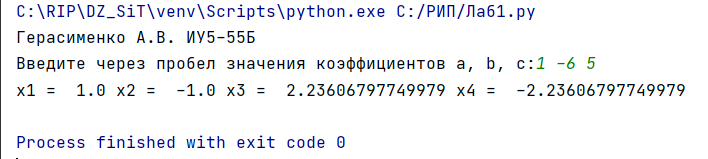 C:\RIP\DZ_SiT\venv\Scripts\python.exe C:/РИП/Лаб1.py
Герасименко А.В. ИУ5-55Б
Введите через пробел значения коэффициентов a, b, c:1 -6 5
x1 =  1.0 x2 =  -1.0 x3 =  2.23606797749979 x4 =  -2.23606797749979
Process finished with exit code 0